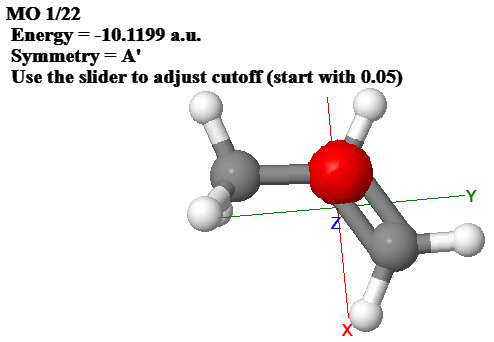 MO 1/22
Energy = -10.1199 a.u.
Symmetry = A'
Use the slider to adjust cutoff (start with 0.05)
Y
Z
X